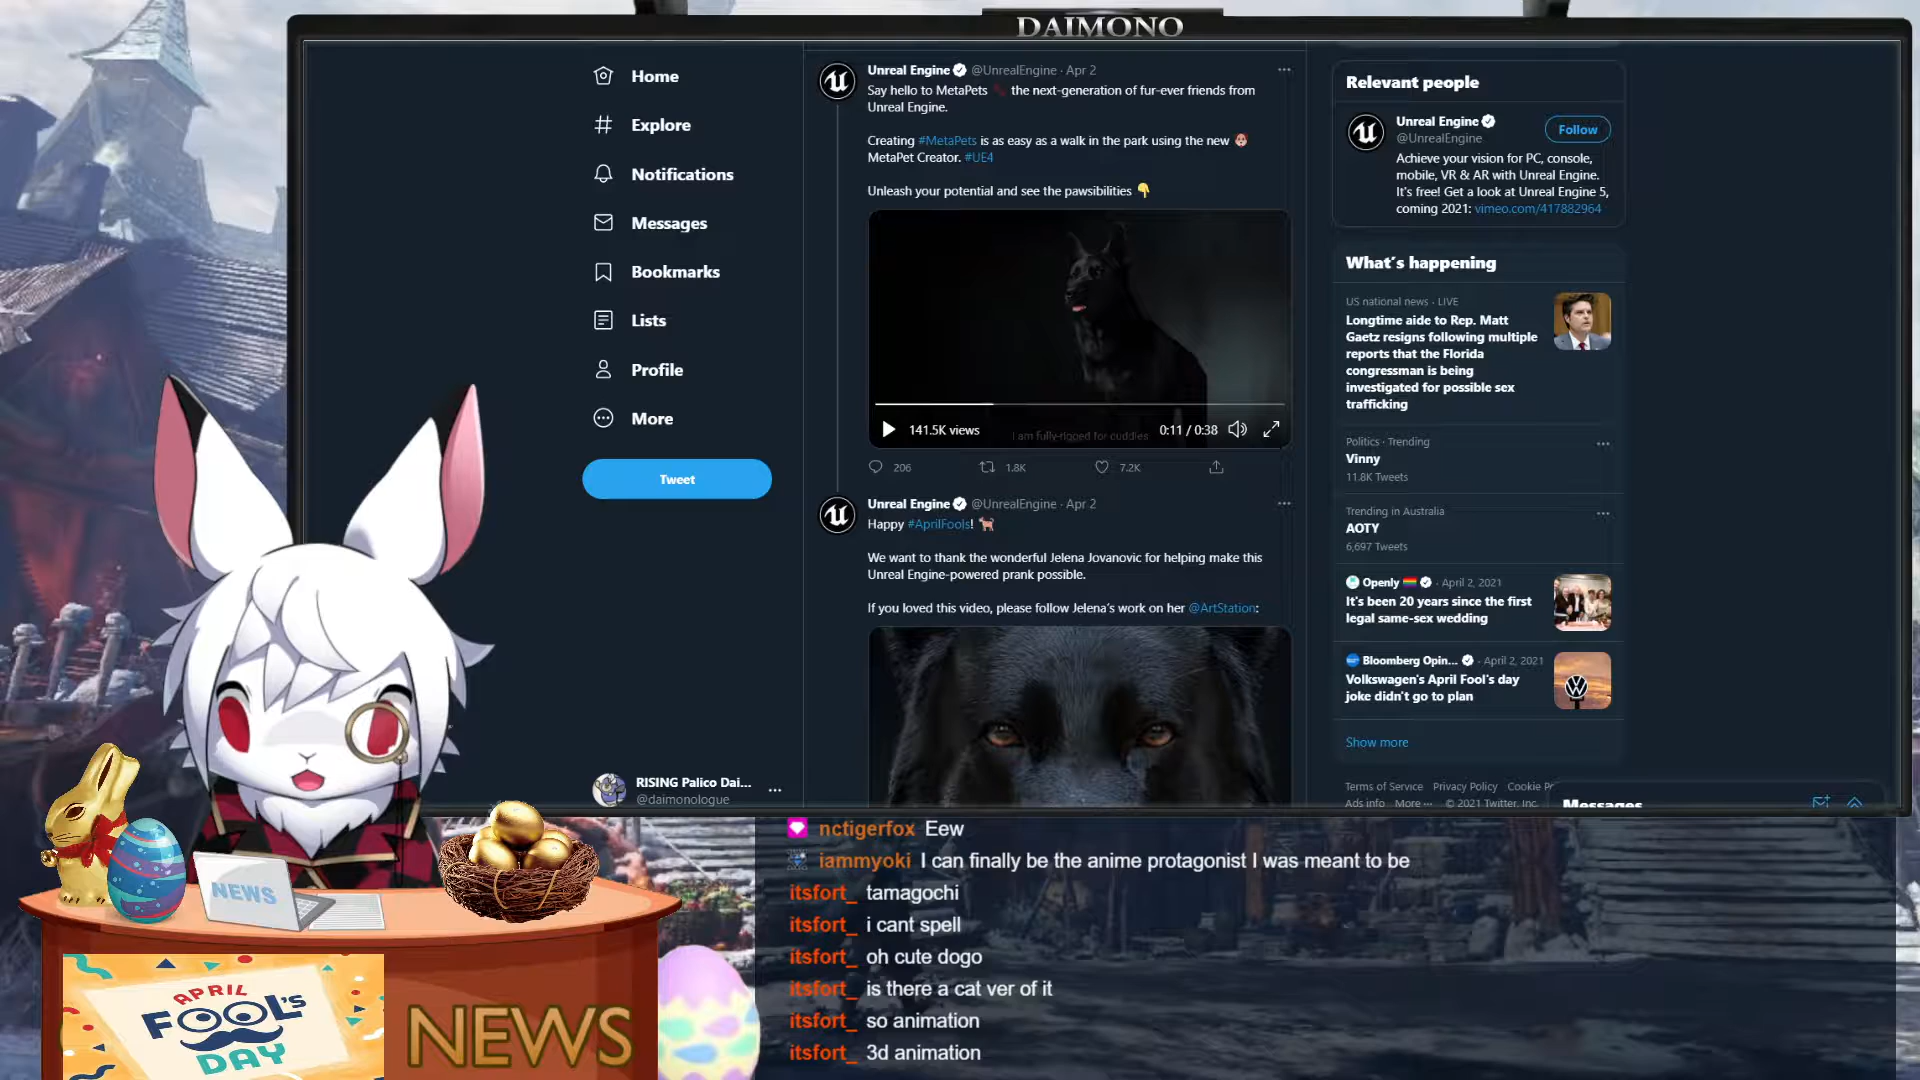 DAIMONO
Home
Explore
Notifications
Messages
Bookmarks
Lists
Profile
More
Tweet
RISING Palico Dai...
@daimonologue
Unreal Engine @UnrealEngine · Apr 2
Say hello to MetaPets the next-generation of fur-ever friends from
Unreal Engine.
Creating #MetaPets is as easy as a walk in the park using the new
MetaPet Creator. #UE4
Unleash your potential and see the pawsibilities
I am fully-rigged for cuddles
141.5K views
0:11 / 0:38
206
1.8K
7.2K
Unreal Engine @UnrealEngine · Apr 2
Happy #AprilFools!
We want to thank the wonderful Jelena Jovanovic for helping make this
Unreal Engine-powered prank possible.
If you loved this video, please follow Jelena's work on her @ArtStation:
Relevant people
Unreal Engine
@UnrealEngine
Follow
Achieve your vision for PC, console,
mobile, VR & AR with Unreal Engine.
It's free! Get a look at Unreal Engine 5,
coming 2021: vimeo.com/417882964
What's happening
US national news · LIVE
Longtime aide to Rep. Matt
Gaetz resigns following multiple
reports that the Florida
congressman is being
investigated for possible sex
trafficking
Politics · Trending
Vinny
11.8K Tweets
Trending in Australia
AOTY
6,697 Tweets
Openly · April 2, 2021
It's been 20 years since the first
legal same-sex wedding
Bloomberg Opin... · April 2, 2021
Volkswagen's April Fool's day
joke didn't go to plan
Show more
Terms of Service Privacy Policy Cookie
Ads info More ··· © 2021 Twitter, Inc.
Messages
nctigerfox Eew
iammyoki I can finally be the anime protagonist I was meant to be
itsfort_ tamagochi
itsfort_ i cant spell
itsfort_ oh cute dogo
itsfort_ is there a cat ver of it
itsfort_ so animation
itsfort_ 3d animation
NEWS
APRIL
FOOL'S
DAY
NEWS